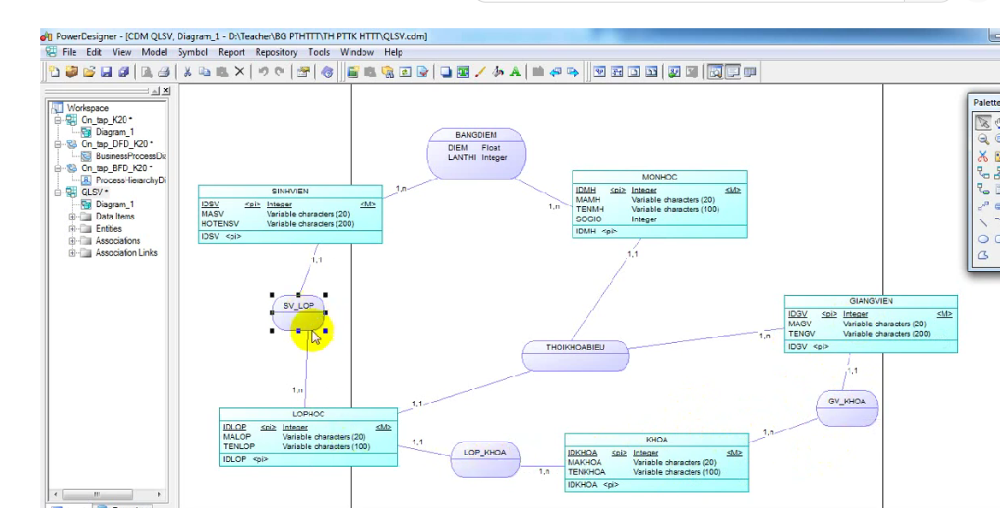 PowerDesigner - [CDM QLSV, Diagram_1 - D:\Teacher\BG PTHTTT\TH PTTK HTTT\QLSV.cdm]
File Edit View Model Symbol Report Repository Tools Window Help
Workspace
On_tap_K20 *
Diagram_1
On_tap_DFD_K20 *
BusinessProcessDi
On_tap_BFD_K20 *
ProcessHierarchyDi
QLSV *
Diagram_1
Data Items
Entities
Associations
Association Links
Palette
BANGDIEM
DIEM Float
LANTHI Integer
SINHVIEN
IDSV <pi> Integer <M>
MASV Variable characters (20)
HOTENSV Variable characters (200)
IDSV <pi>
1,n
1,n
MONHOC
IDMH <pi> Integer <M>
MAMH Variable characters (20)
TENMH Variable characters (100)
SOGIO Integer
IDMH <pi>
1,1
1,1
SV_LOP
1,n
THOIKHOABIEU
1,n
GIANGVIEN
IDGV <pi> Integer <M>
MAGV Variable characters (20)
TENGV Variable characters (200)
IDGV <pi>
1,1
GV_KHOA
1,n
1,1
LOPHOC
IDLOP <pi> Integer <M>
MALOP Variable characters (20)
TENLOP Variable characters (100)
IDLOP <pi>
1,1
LOP_KHOA
1,n
KHOA
IDKHOA <pi> Integer <M>
MAKHOA Variable characters (20)
TENKHOA Variable characters (100)
IDKHOA <pi>